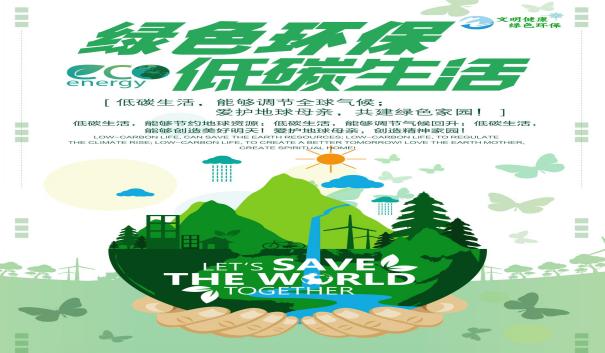 绿色环保
文明健康
绿色环保
eco
energy
低碳生活
[ 低碳生活，能够调节全球气候；
爱护地球母亲，共建绿色家园！ ]
低碳生活，能够节约地球资源；低碳生活，能够调节气候回升；低碳生活，
能够创造美好明天！爱护地球母亲，创造精神家园！
LOW-CARBON LIFE, CAN SAVE THE EARTH RESOURCES; LOW-CARBON LIFE, TO REGULATE
THE CLIMATE RISE; LOW-CARBON LIFE, TO CREATE A BETTER TOMORROW! LOVE THE EARTH MOTHER,
CREATE SPIRITUAL HOME!
LET'S SAVE
THE WORLD
TOGETHER